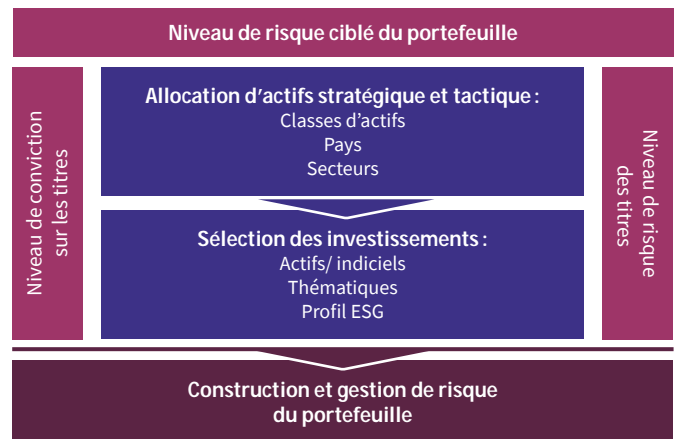 Niveau de risque ciblé du portefeuille
Niveau de conviction
sur les titres
Allocation d'actifs stratégique et tactique :
Classes d'actifs
Pays
Secteurs
Sélection des investissements :
Actifs/ indiciels
Thématiques
Profil ESG
Niveau de risque
des titres
Construction et gestion de risque
du portefeuille